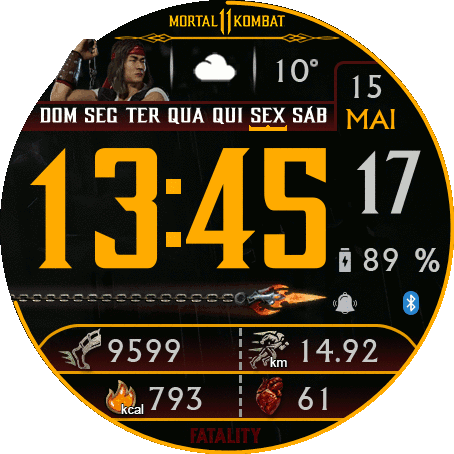 MORTAL 11 KOMBAT
10°
15
MAI
DOM SEG TER QUA QUI SEX SÁB
13:45
17
89 %
9599
km 14.92
kcal 793
61
FATALITY